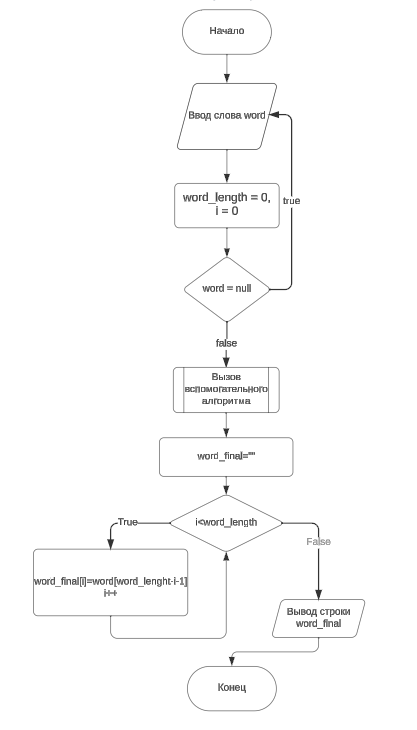 Начало
Ввод слова word
word_length = 0,
i = 0
true
word = null
false
Вызов
вспомогательного
алгоритма
word_final=""
i<word_length
True
False
word_final[i]=word[word_lenght-i-1]
i++
Вывод строки
word_final
Конец